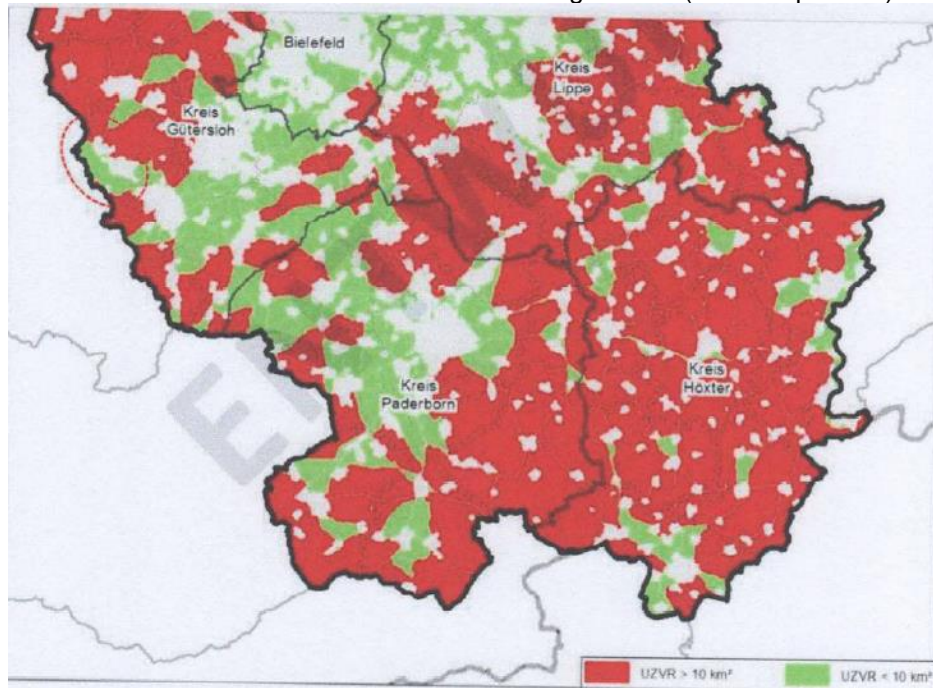 Bielefeld
Kreis
Lippe
Kreis
Gütersloh
Kreis
Paderborn
Kreis
Höxter
UZVR > 10 km²
UZVR < 10 km²